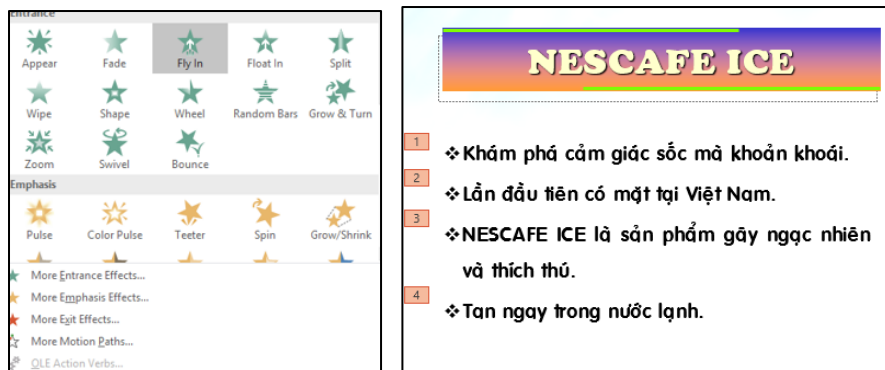 Entrance
Appear Fade Fly In Float In Split
Wipe Shape Wheel Random Bars Grow & Turn
Zoom Swivel Bounce
Emphasis
Pulse Color Pulse Teeter Spin Grow/Shrink
More Entrance Effects...
More Emphasis Effects...
More Exit Effects...
More Motion Paths...
OLE Action Verbs...
NESCAFE ICE
1
❖Khám phá cảm giác sốc mà khoản khoái.
2
❖Lần đầu tiên có mặt tại Việt Nam.
3
❖NESCAFE ICE là sản phẩm gãy ngạc nhiên
và thích thú.
4
❖Tan ngay trong nước lạnh.